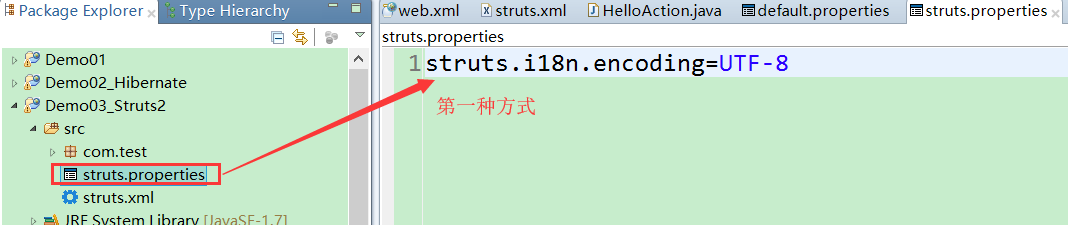 Package Explorer
Type Hierarchy
Demo01
Demo02_Hibernate
Demo03_Struts2
src
com.test
struts.properties
struts.xml
JRE System Library [JavaSE-1.7]
web.xml
struts.xml
HelloAction.java
default.properties
struts.properties
struts.properties
1 struts.i18n.encoding=UTF-8
第一种方式